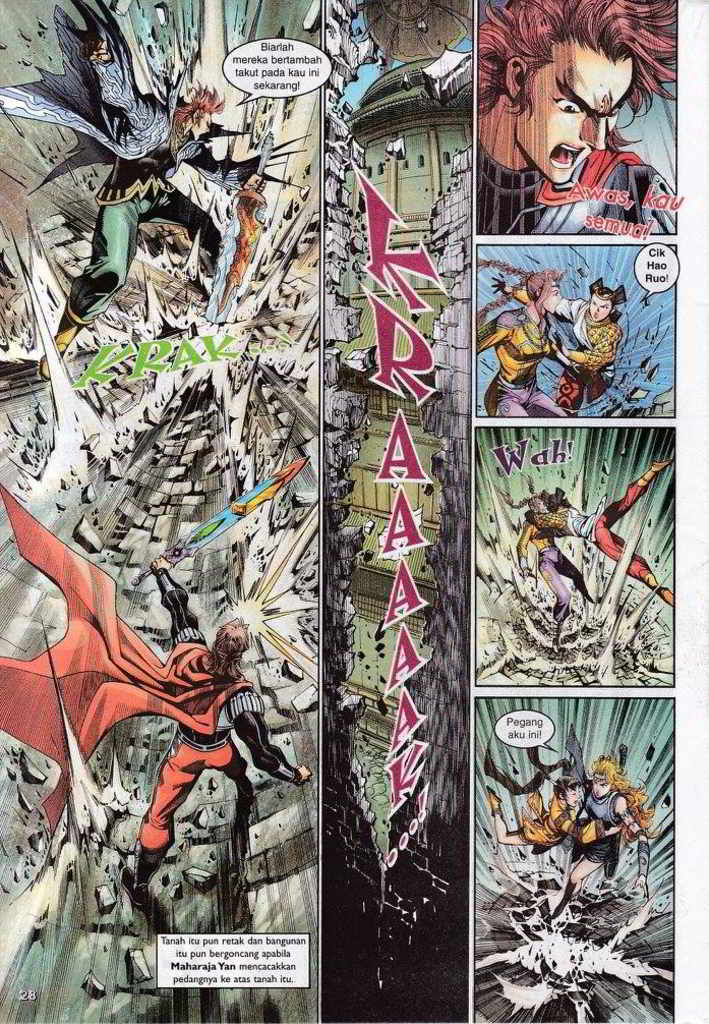 Biarlah
mereka bertambah
takut pada kau ini
sekarang!
KRAK...
Tanah itu pun retak dan bangunan
itu pun bergoncang apabila
Maharaja Yan mencacakkan
pedangnya ke atas tanah itu.
28
KRAAAAAK...!
Awas, kau
semua!
Cik
Hao
Ruo!
Wah!
Pegang
aku ini!